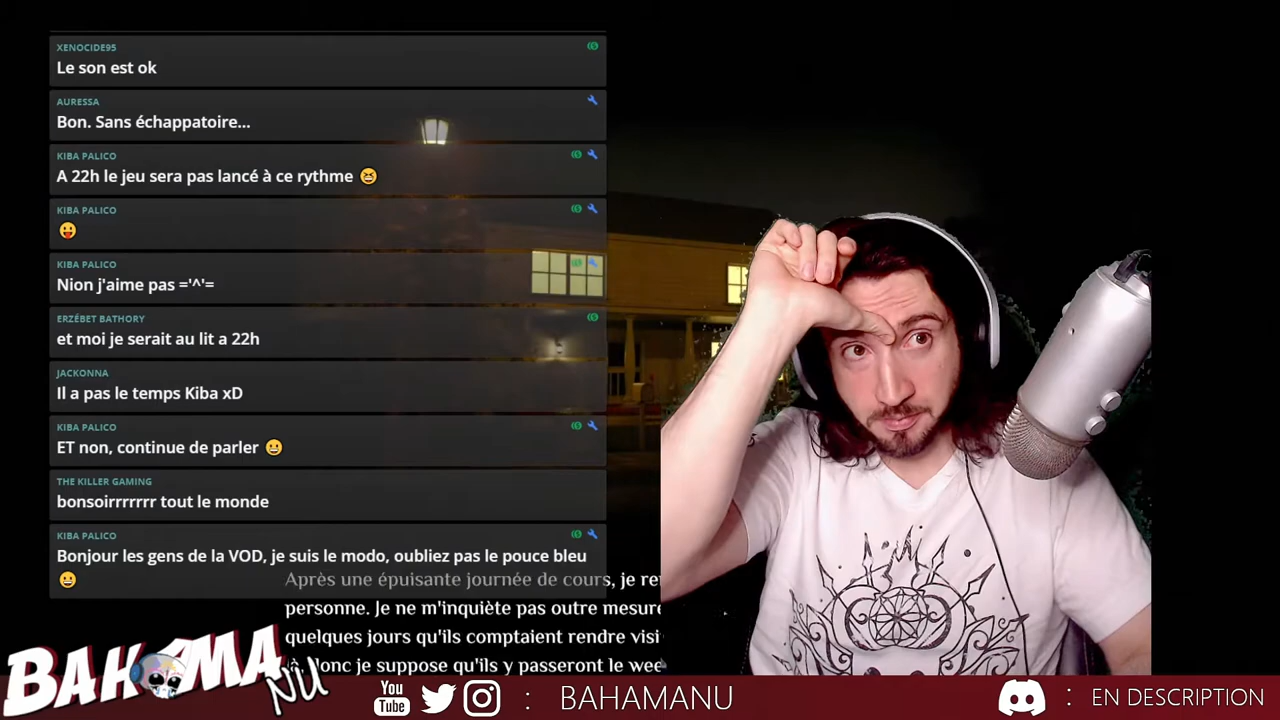 XENOCIDE95
Le son est ok
AURESSA
Bon. Sans échappatoire...
KIBA PALICO
A 22h le jeu sera pas lancé à ce rythme 😆
KIBA PALICO
😛
KIBA PALICO
Nion j'aime pas ='^'=
ERZÉBET BATHORY
et moi je serait au lit a 22h
JACKONNA
Il a pas le temps Kiba xD
KIBA PALICO
ET non, continue de parler 😀
THE KILLER GAMING
bonsoirrrrrrr tout le monde
KIBA PALICO
Bonjour les gens de la VOD, je suis le modo, oubliez pas le pouce bleu
😀
Après une épuisante journée de cours, je re
personne. Je ne m'inquiète pas outre mesure
quelques jours qu'ils comptaient rendre visi
donc je suppose qu'ils y passeront le wee
BAHAMA
NU
You
Tube
: BAHAMANU
: EN DESCRIPTION